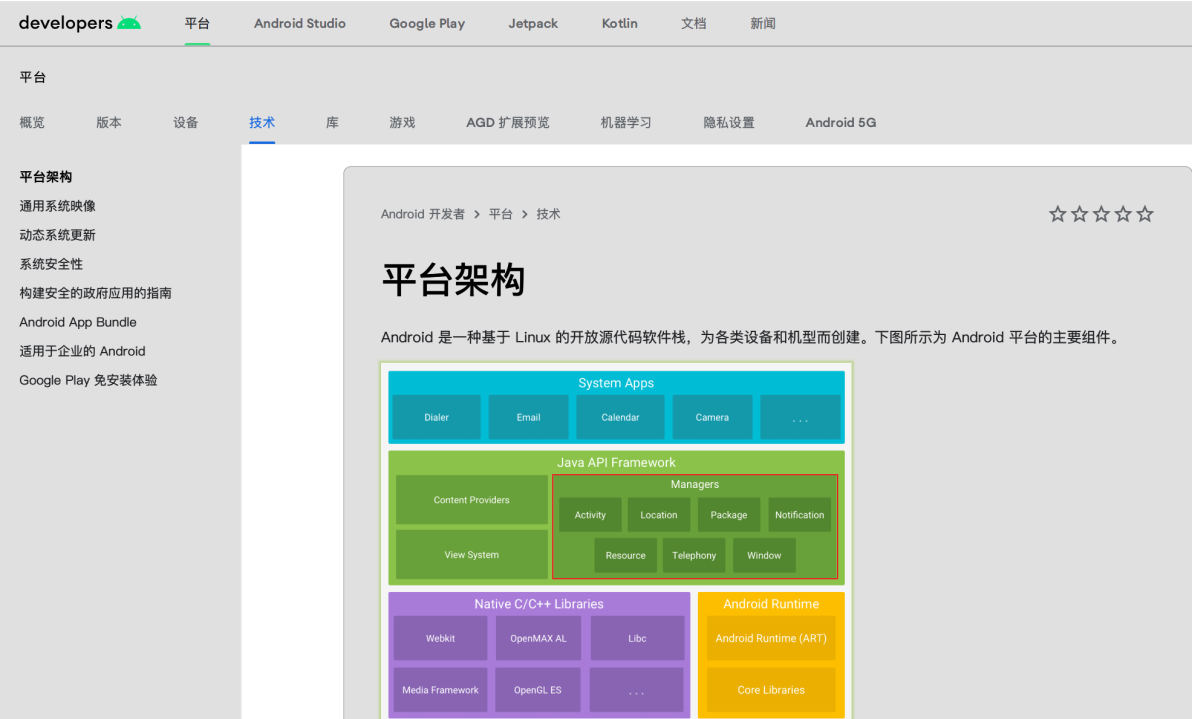 developers 平台 Android Studio Google Play Jetpack Kotlin 文档 新闻
平台
概览 版本 设备 技术 库 游戏 AGD 扩展预览 机器学习 隐私设置 Android 5G
平台架构
通用系统映像
动态系统更新
系统安全性
构建安全的政府应用的指南
Android App Bundle
适用于企业的 Android
Google Play 免安装体验
Android 开发者 > 平台 > 技术
平台架构
Android 是一种基于 Linux 的开放源代码软件栈，为各类设备和机型而创建。下图所示为 Android 平台的主要组件。
System Apps
Dialer Email Calendar Camera ...
Java API Framework
Content Providers
View System
Managers
Activity Location Package Notification
Resource Telephony Window
Native C/C++ Libraries
Webkit OpenMAX AL Libc
Media Framework OpenGL ES ...
Android Runtime
Android Runtime (ART)
Core Libraries